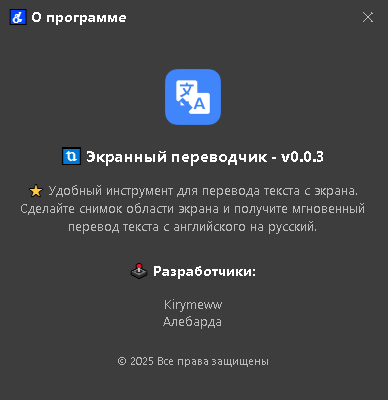 О программе
Экранный переводчик - v0.0.3
Удобный инструмент для перевода текста с экрана.
Сделайте снимок области экрана и получите мгновенный
перевод текста с английского на русский.
Разработчики:
Kirymeww
Алебарда
© 2025 Все права защищены